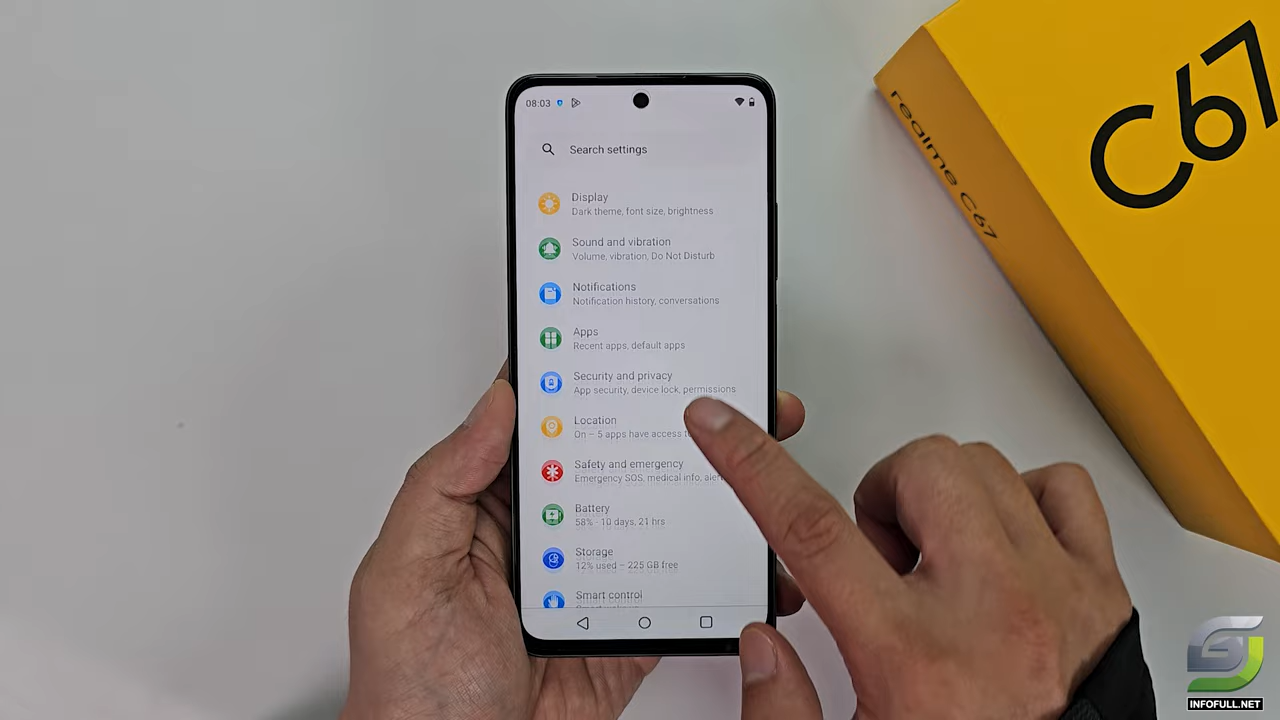 08:03
Search settings
Display
Dark theme, font size, brightness
Sound and vibration
Volume, vibration, Do Not Disturb
Notifications
Notification history, conversations
Apps
Recent apps, default apps
Security and privacy
App security, device lock, permissions
Location
On – 5 apps have access
Safety and emergency
Emergency SOS, medical info,
Battery
58% - 10 days, 21 hrs
Storage
12% used – 225 GB free
Smart control
C67
realme C67
INFOFULL.NET